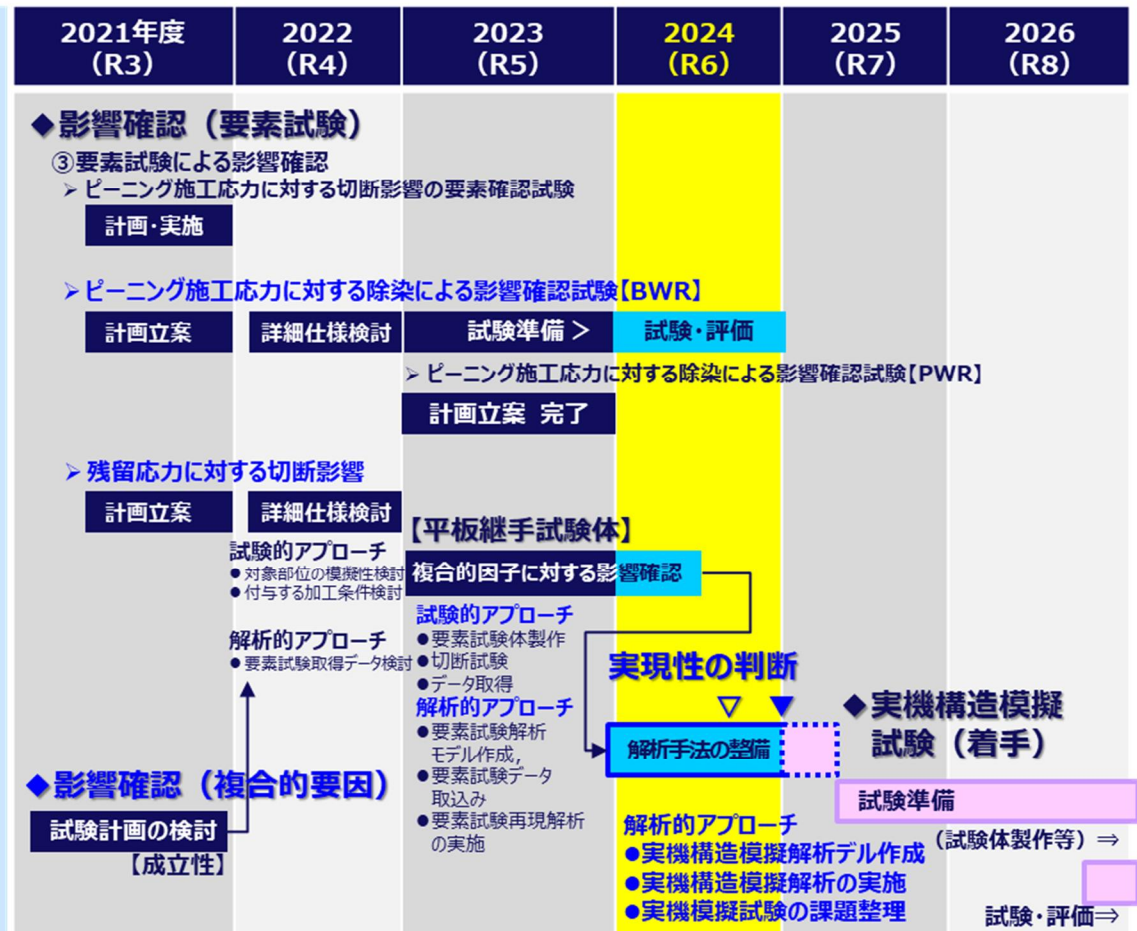 2021年度 2022 2023 2024 2025 2026
（R3） （R4） （R5） （R6） （R7） （R8）
◆影響確認（要素試験）
③要素試験による影響確認
➢ ピーニング施工応力に対する切断影響の要素確認試験
計画・実施
➢ ピーニング施工応力に対する除染による影響確認試験【BWR】
計画立案 詳細仕様検討 試験準備 > 試験・評価
➢ ピーニング施工応力に対する除染による影響確認試験【PWR】
計画立案 完了
➢ 残留応力に対する切断影響
計画立案 詳細仕様検討
試験的アプローチ
●対象部位の模擬性検討
●付与する加工条件検討
解析的アプローチ
●要素試験取得データ検討
【平板継手試験体】
複合的因子に対する影響確認
試験的アプローチ
●要素試験体製作
●切断試験
●データ取得
解析的アプローチ
●要素試験解析
モデル作成,
●要素試験データ
取込み
●要素試験再現解析
の実施
◆影響確認（複合的要因）
試験計画の検討
【成立性】
実現性の判断
▽ ▼
解析手法の整備
解析的アプローチ
●実機構造模擬解析デル作成
●実機構造模擬解析の実施
●実機模擬試験の課題整理
◆実機構造模擬
試験（着手）
試験準備
（試験体製作等）⇒
試験・評価⇒